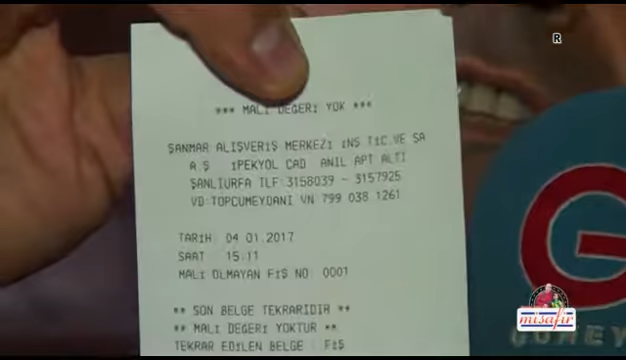 R
*** MALİ DEĞERİ YOK ***
ŞANMAR ALIŞVERİŞ MERKEZİ İNŞ TİC.VE SA
A.Ş İPEKYOL CAD ANIL APT ALTI
ŞANLIURFA TLF:3158039 - 3157925
VD:TOPCUMEYDANI VN 799 038 1261
TARİH 04.01.2017
SAAT 15:11
MALİ OLMAYAN FİŞ NO 0001
** SON BELGE TEKRARIDIR **
** MALİ DEĞERİ YOKTUR **
TEKRAR EDİLEN BELGE : FİŞ
G
misafir